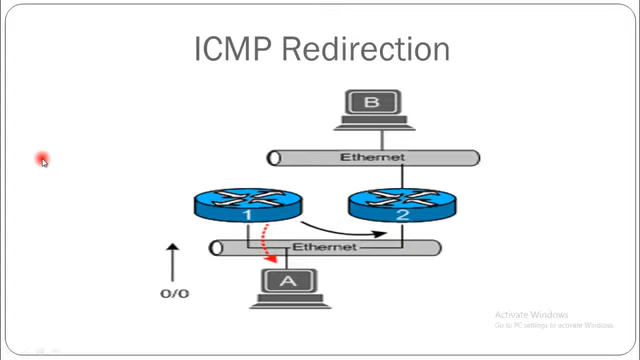 ICMP Redirection
B
Ethernet
1
2
Ethernet
A
0/0
Activate Windows
Go to PC settings to activate Windows.